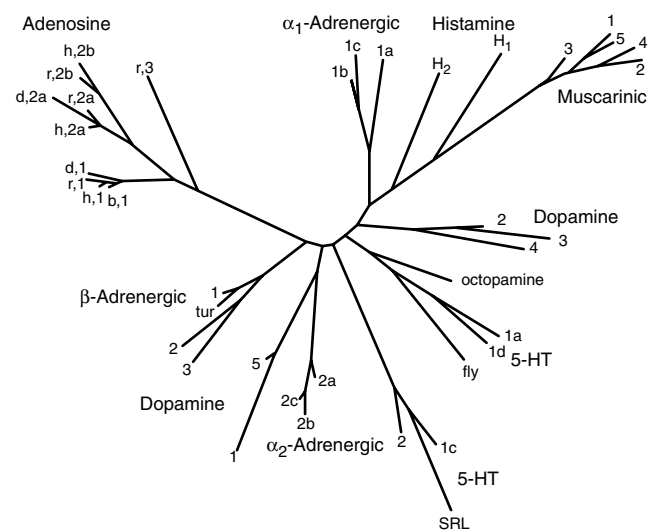 Adenosine
h,2b
r,2b
d,2a
r,2a
h,2a
r,3
d,1
r,1
h,1
b,1
α1-Adrenergic
1c
1a
1b
Histamine
H2
H1
3
1
5
4
2
Muscarinic
2
Dopamine
3
4
octopamine
1a
1d
5-HT
fly
β-Adrenergic
1
tur
2
3
5
Dopamine
1
2a
2c
2b
α2-Adrenergic
2
1c
5-HT
SRL